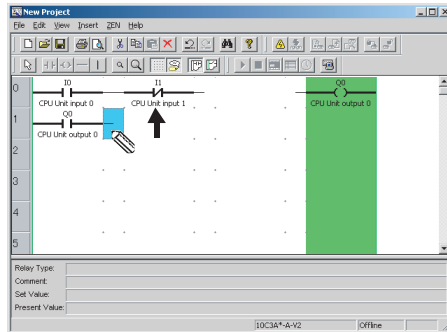 New Project
File Edit View Insert ZEN Help
0
I0
I1
Q0
CPU Unit input 0
CPU Unit input 1
CPU Unit output 0
1
Q0
CPU Unit output 0
2
3
4
5
Relay Type:
Comment:
Set Value:
Present Value:
10C3A*-A-V2
Offline